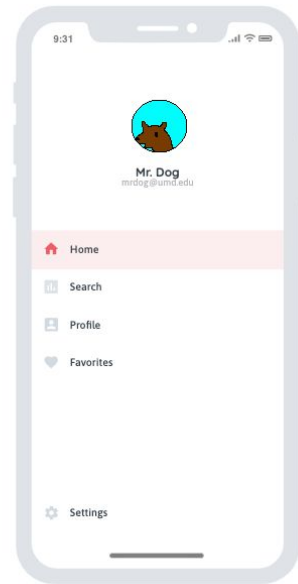 9:31
Mr. Dog
mrdog@umd.edu
Home
Search
Profile
Favorites
Settings